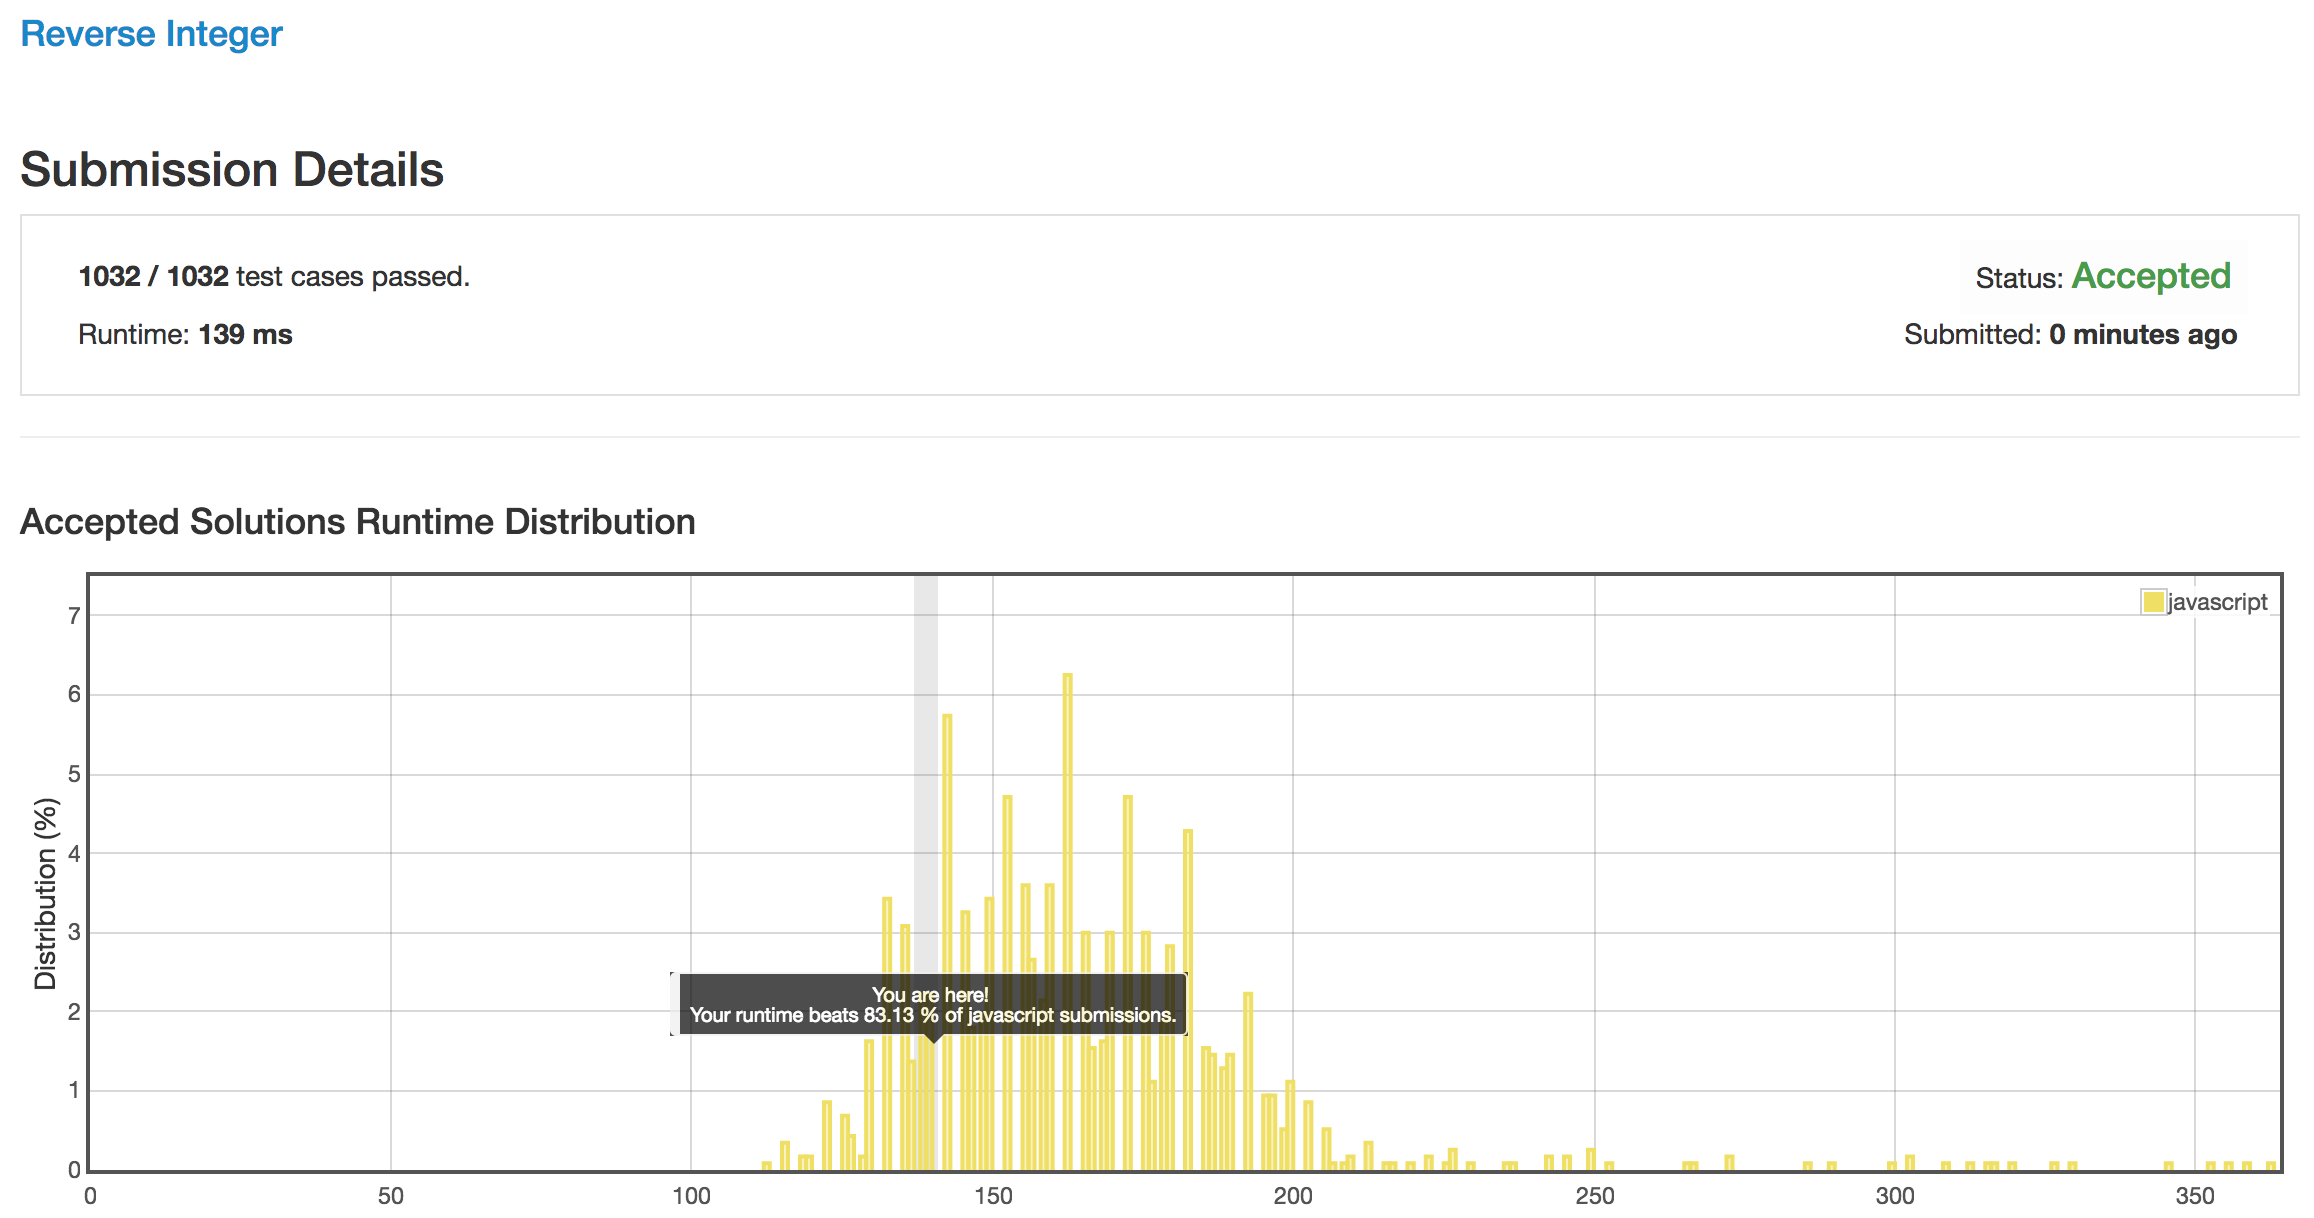 Reverse Integer
Submission Details
1032 / 1032 test cases passed.
Status: Accepted
Runtime: 139 ms
Submitted: 0 minutes ago
Accepted Solutions Runtime Distribution
javascript
7
6
5
4
3
2
1
0
Distribution (%)
You are here!
Your runtime beats 83.13 % of javascript submissions.
0 50 100 150 200 250 300 350